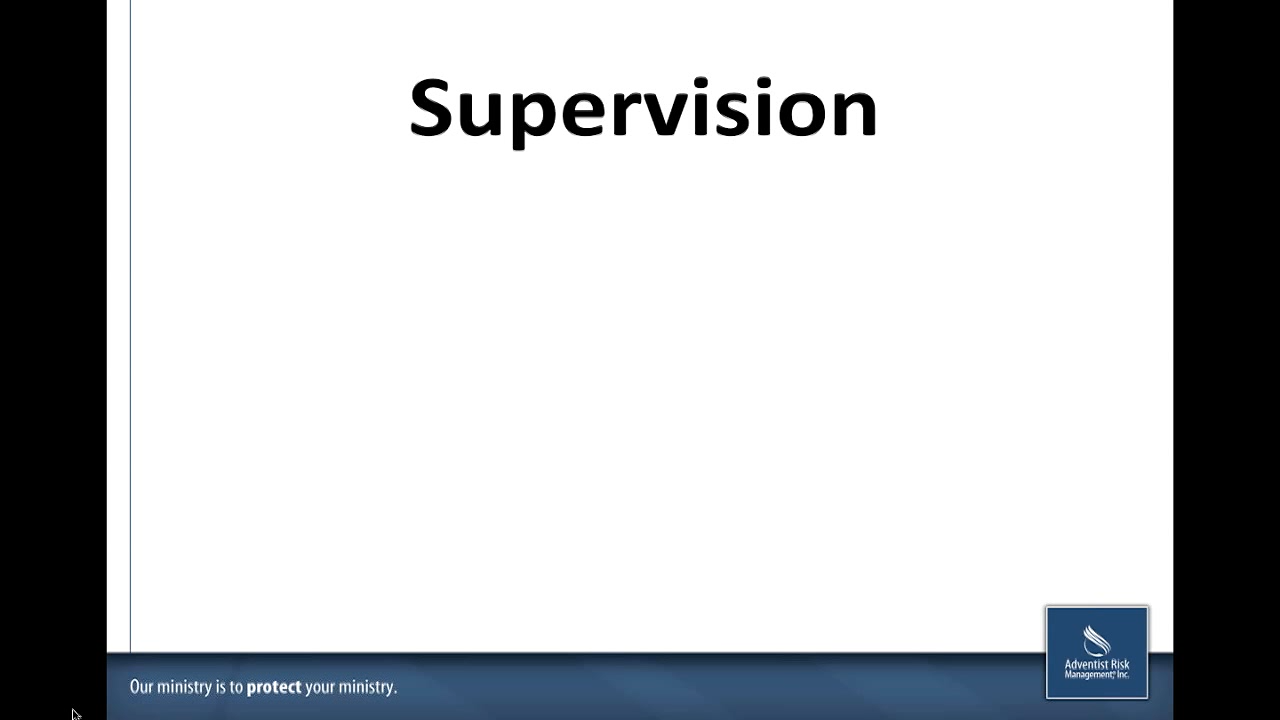 Supervision
Adventist Risk
Management, Inc.
Our ministry is to protect your ministry.